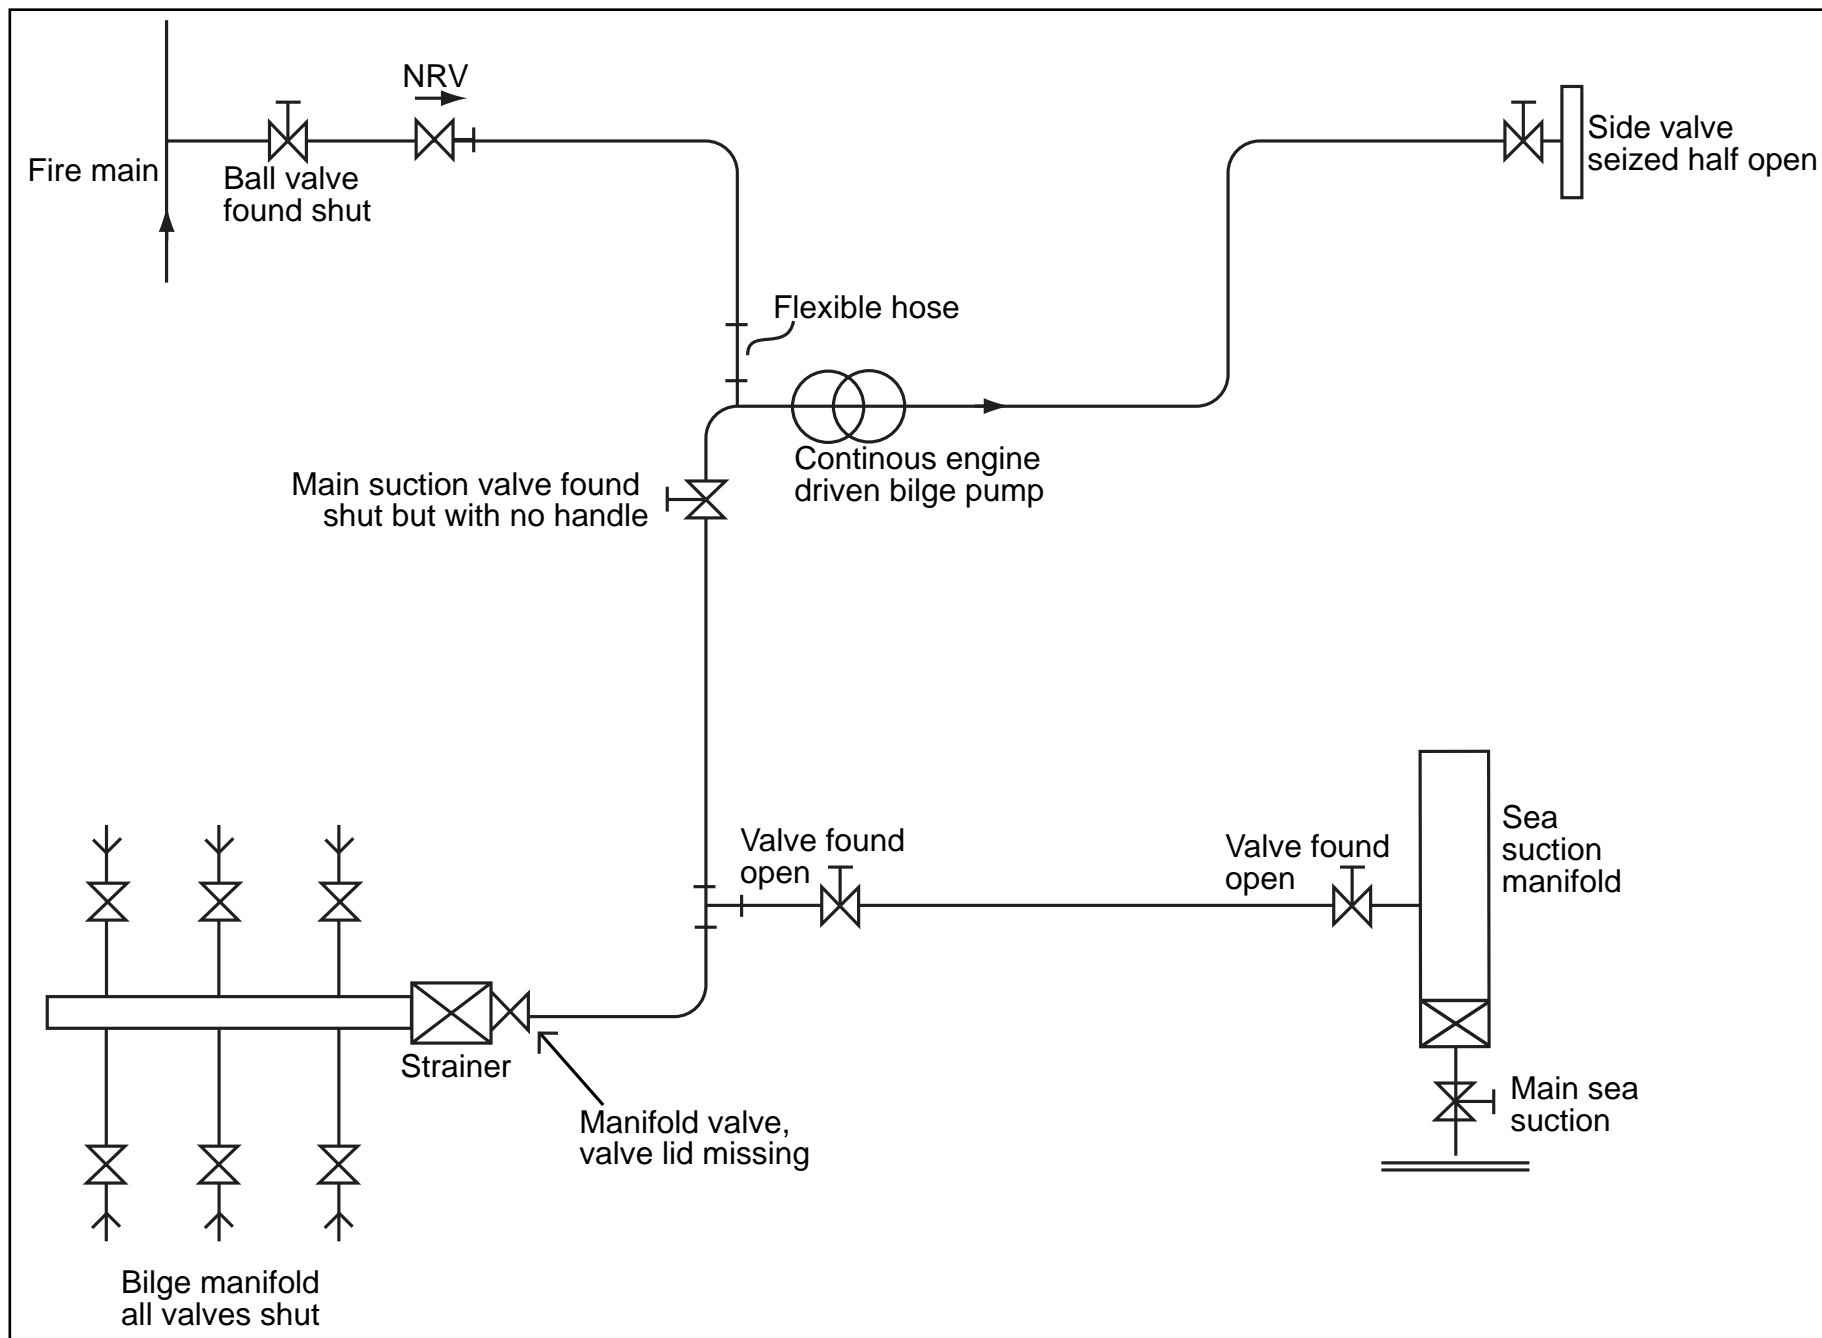 NRV
Fire main
Ball valve
found shut
Side valve
seized half open
Flexible hose
Continous engine
driven bilge pump
Main suction valve found
shut but with no handle
Valve found
open
Valve found
open
Sea
suction
manifold
Strainer
Manifold valve,
valve lid missing
Main sea
suction
Bilge manifold
all valves shut